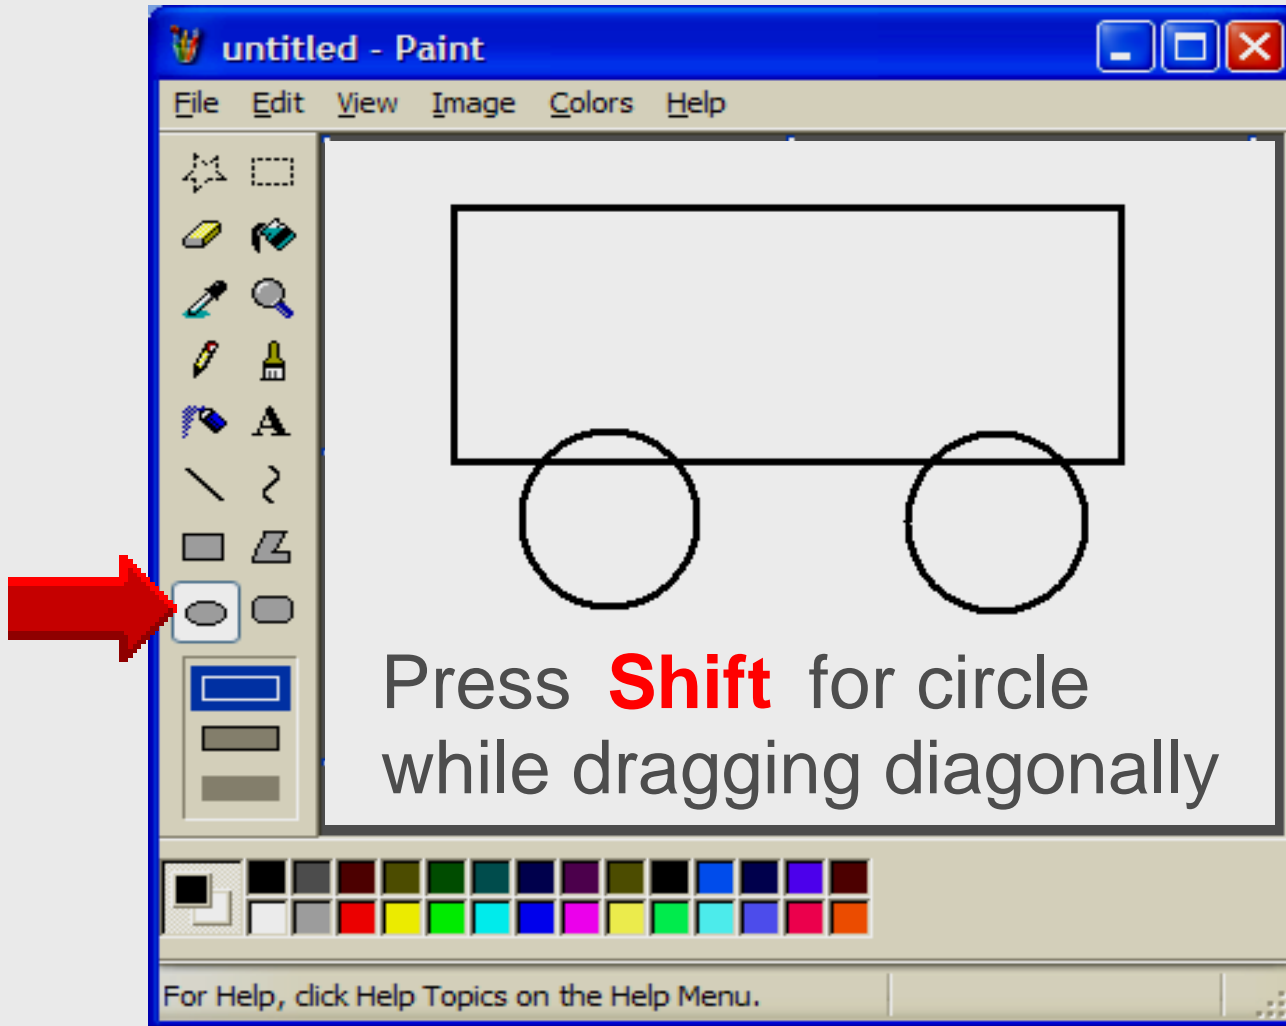 untitled - Paint
File Edit View Image Colors Help
A
Press Shift for circle
while dragging diagonally
For Help, click Help Topics on the Help Menu.